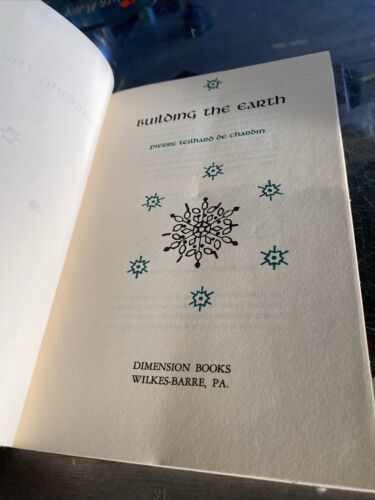 Building the Earth
Pierre Teilhard de Chardin
DIMENSION BOOKS
WILKES-BARRE, PA.